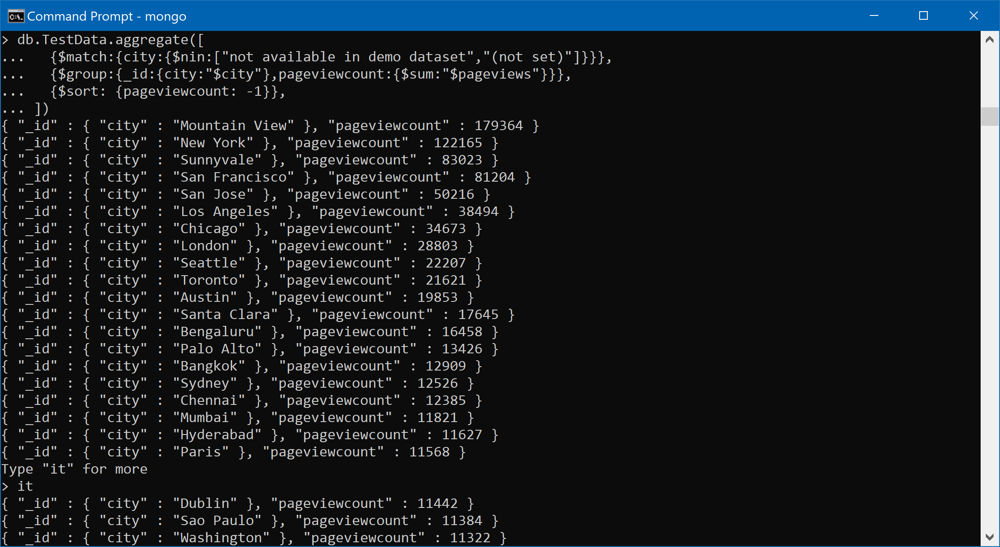 Command Prompt - mongo
> db.TestData.aggregate([
...   {$match:{city:{$nin:["not available in demo dataset","(not set)"]}}},
...   {$group:{_id:{city:"$city"},pageviewcount:{$sum:"$pageviews"}}},
...   {$sort: {pageviewcount: -1}},
... ])
{ "_id" : { "city" : "Mountain View" }, "pageviewcount" : 179364 }
{ "_id" : { "city" : "New York" }, "pageviewcount" : 122165 }
{ "_id" : { "city" : "Sunnyvale" }, "pageviewcount" : 83023 }
{ "_id" : { "city" : "San Francisco" }, "pageviewcount" : 81204 }
{ "_id" : { "city" : "San Jose" }, "pageviewcount" : 50216 }
{ "_id" : { "city" : "Los Angeles" }, "pageviewcount" : 38494 }
{ "_id" : { "city" : "Chicago" }, "pageviewcount" : 34673 }
{ "_id" : { "city" : "London" }, "pageviewcount" : 28803 }
{ "_id" : { "city" : "Seattle" }, "pageviewcount" : 22207 }
{ "_id" : { "city" : "Toronto" }, "pageviewcount" : 21621 }
{ "_id" : { "city" : "Austin" }, "pageviewcount" : 19853 }
{ "_id" : { "city" : "Santa Clara" }, "pageviewcount" : 17645 }
{ "_id" : { "city" : "Bengaluru" }, "pageviewcount" : 16458 }
{ "_id" : { "city" : "Palo Alto" }, "pageviewcount" : 13426 }
{ "_id" : { "city" : "Bangkok" }, "pageviewcount" : 12909 }
{ "_id" : { "city" : "Sydney" }, "pageviewcount" : 12526 }
{ "_id" : { "city" : "Chennai" }, "pageviewcount" : 12385 }
{ "_id" : { "city" : "Mumbai" }, "pageviewcount" : 11821 }
{ "_id" : { "city" : "Hyderabad" }, "pageviewcount" : 11627 }
{ "_id" : { "city" : "Paris" }, "pageviewcount" : 11568 }
Type "it" for more
> it
{ "_id" : { "city" : "Dublin" }, "pageviewcount" : 11442 }
{ "_id" : { "city" : "Sao Paulo" }, "pageviewcount" : 11384 }
{ "_id" : { "city" : "Washington" }, "pageviewcount" : 11322 }